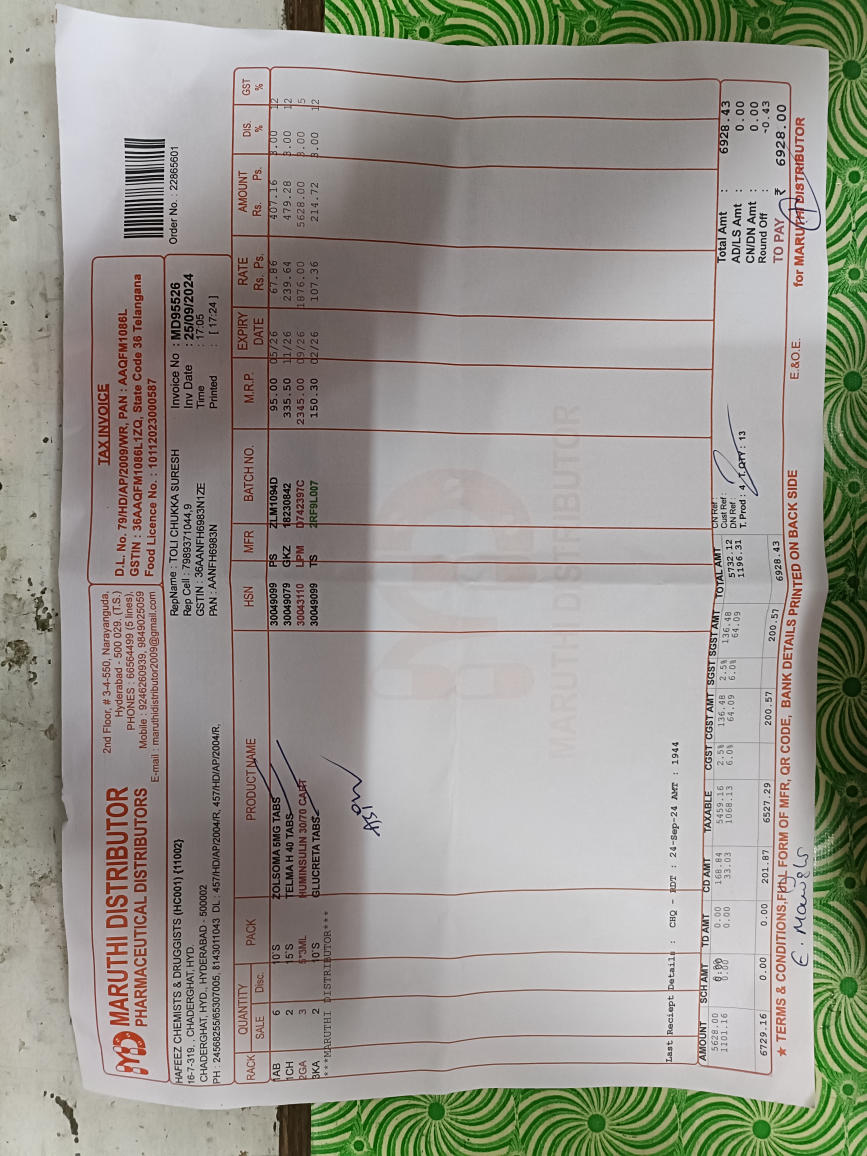 TAX INVOICE
MARUTHI DISTRIBUTOR
PHARMACEUTICAL DISTRIBUTORS
2nd Floor, # 3-4-550, Narayanguda,
Hyderabad - 500 029. (T.S.)
PHONES : 66564499 (5 lines),
Mobile : 9246260939, 9849025059
E-mail : maruthidistributor2009@gmail.com
D.L. No. 79/HD/AP/2009/WR, PAN : AAQFM1086L
GSTIN : 36AAQFM1086L1ZQ, State Code 36 Telangana
Food Licence No. : 10112023000587
Order No. : 22865601
HAFEEZ CHEMISTS & DRUGGISTS (HC001) {11002}
16-7-319, , CHADERGHAT, HYD.
CHADERGHAT, HYD., HYDERABAD - 500002
PH : 24568255/65307005, 8143011043 DL : 457/HD/AP/2004/R, 457/HD/AP/2004/R, 457/HD/AP/2004/R,
RepName : TOLI CHUKKA SURESH
Rep Cell : 7989371044,9
GSTIN : 36AANFH6983N1ZE
PAN : AANFH6983N
Invoice No : MD95526
Inv Date : 25/09/2024
Time : 17:05
Printed : [ 17:24 ]
RACK QUANTITY SALE Disc. PACK PRODUCT NAME HSN MFR BATCH NO. M.R.P. EXPIRY DATE RATE Rs. Ps. AMOUNT Rs. Ps. DIS. % GST %
1AB 6 10'S ZOLSOMA 5MG TABS 30049099 PS ZLM1094D 95.00 05/26 67.86 407.16 3.00 12
1CH 2 15'S TELMA H 40 TABS 30049079 GKZ 18230842 335.50 11/26 239.64 479.28 3.00 12
2GA 3 5*3ML HUMINSULIN 30/70 CART 30043110 LPM D742397C 2345.00 09/26 1876.00 5628.00 3.00 5
3KA 2 10'S GLUCRETA TABS 30049099 TS 2RF9L007 150.30 02/26 107.36 214.72 3.00 12
***MARUTHI DISTRIBUTOR***
MARUTHI DISTRIBUTOR
Last Reciept Details : CHQ - RDT : 24-Sep-24 AMT : 1944
AMOUNT SCH AMT TD AMT CD AMT TAXABLE CGST CGST AMT SGST SGST AMT TOTAL AMT
5628.00 0.00 0.00 168.84 5459.16 2.5% 136.48 2.5% 136.48 5732.12
1101.16 0.00 0.00 33.03 1068.13 6.0% 64.09 6.0% 64.09 1196.31
6729.16 0.00 0.00 201.87 6527.29 200.57 200.57 6928.43
CN Ref :
Cust Ref :
DN Ref :
T.Prod : 4 T.QTY : 13
Total Amt : 6928.43
AD/LS Amt : 0.00
CN/DN Amt : 0.00
Round Off : -0.43
TO PAY ₹ 6928.00
★ TERMS & CONDITIONS, FULL FORM OF MFR, QR CODE, BANK DETAILS PRINTED ON BACK SIDE
E.&O.E.
for MARUTHI DISTRIBUTOR